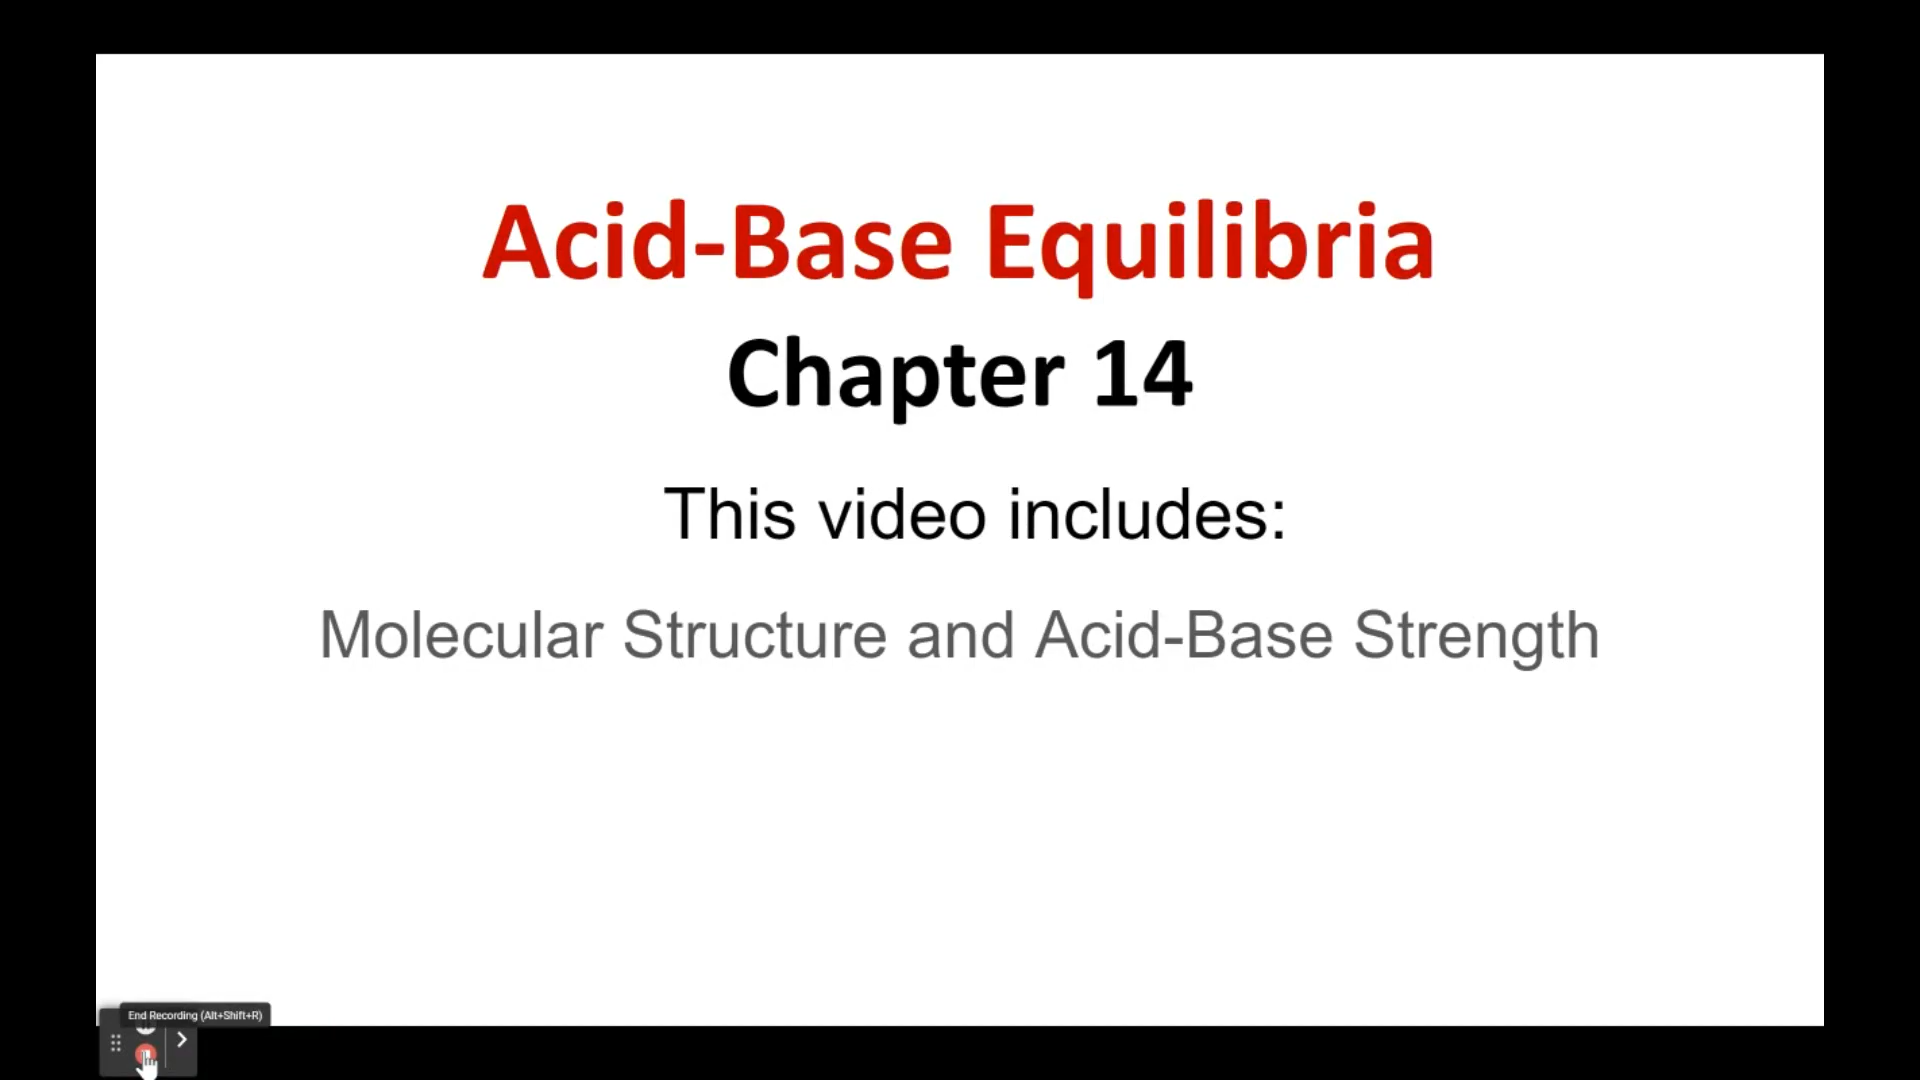 Acid-Base Equilibria
Chapter 14
This video includes:
Molecular Structure and Acid-Base Strength
End Recording (Alt+Shift+R)